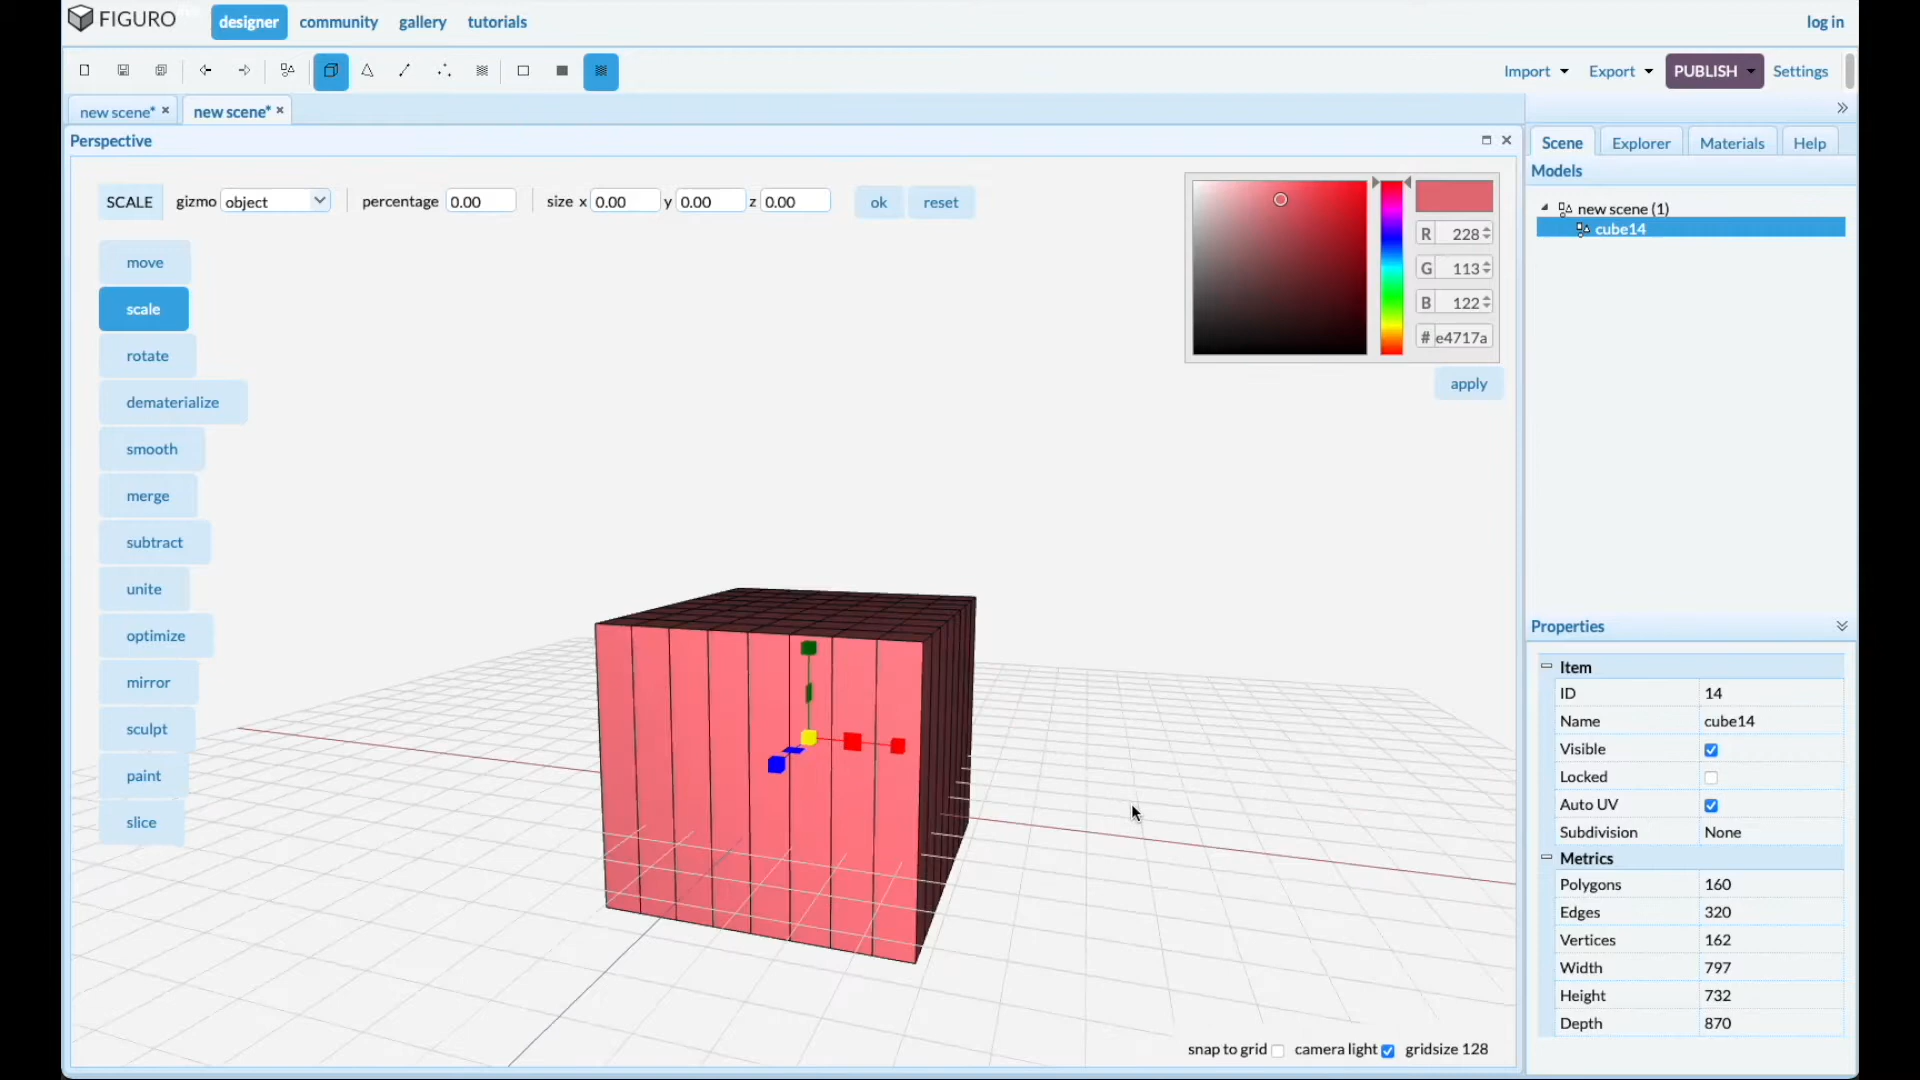 FIGURO
designer community gallery tutorials
log in
Import Export PUBLISH Settings
new scene* × new scene* ×
Perspective
SCALE gizmo object percentage 0.00 size x 0.00 y 0.00 z 0.00 ok reset
move
scale
rotate
dematerialize
smooth
merge
subtract
unite
optimize
mirror
sculpt
paint
slice
R 228
G 113
B 122
# e4717a
apply
snap to grid camera light gridsize 128
Scene Explorer Materials Help
Models
new scene (1)
cube14
Properties
Item
ID 14
Name cube14
Visible
Locked
Auto UV
Subdivision None
Metrics
Polygons 160
Edges 320
Vertices 162
Width 797
Height 732
Depth 870